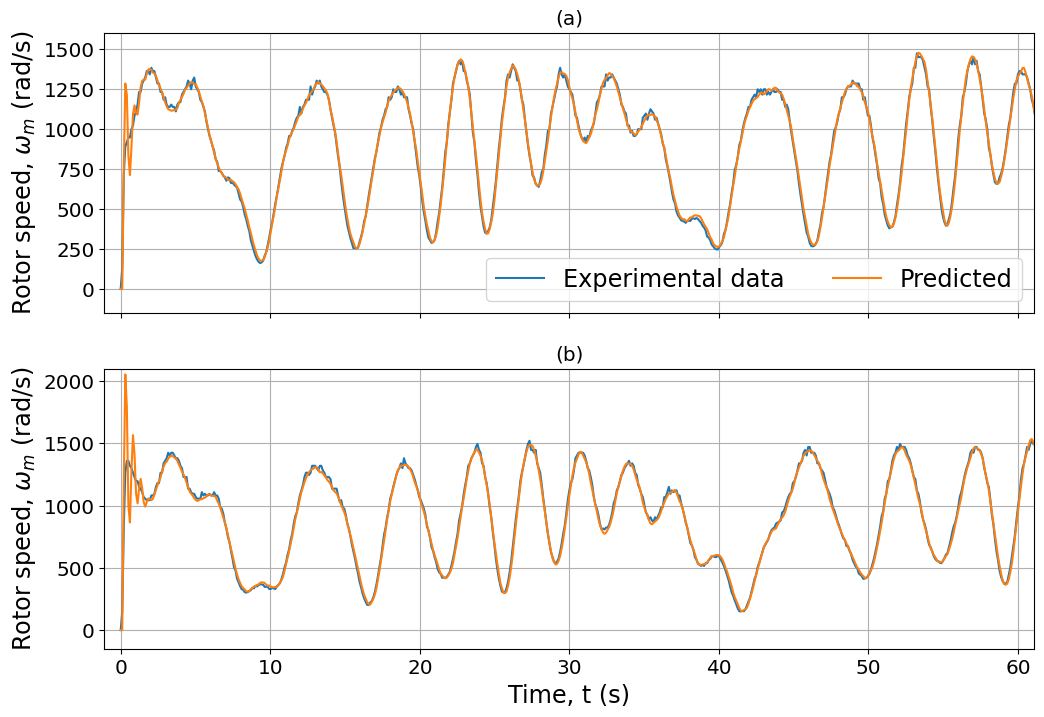 (a)
Rotor speed, ωm (rad/s)
1500
1250
1000
750
500
250
0
Experimental data
Predicted
(b)
Rotor speed, ωm (rad/s)
2000
1500
1000
500
0
0 10 20 30 40 50 60
Time, t (s)